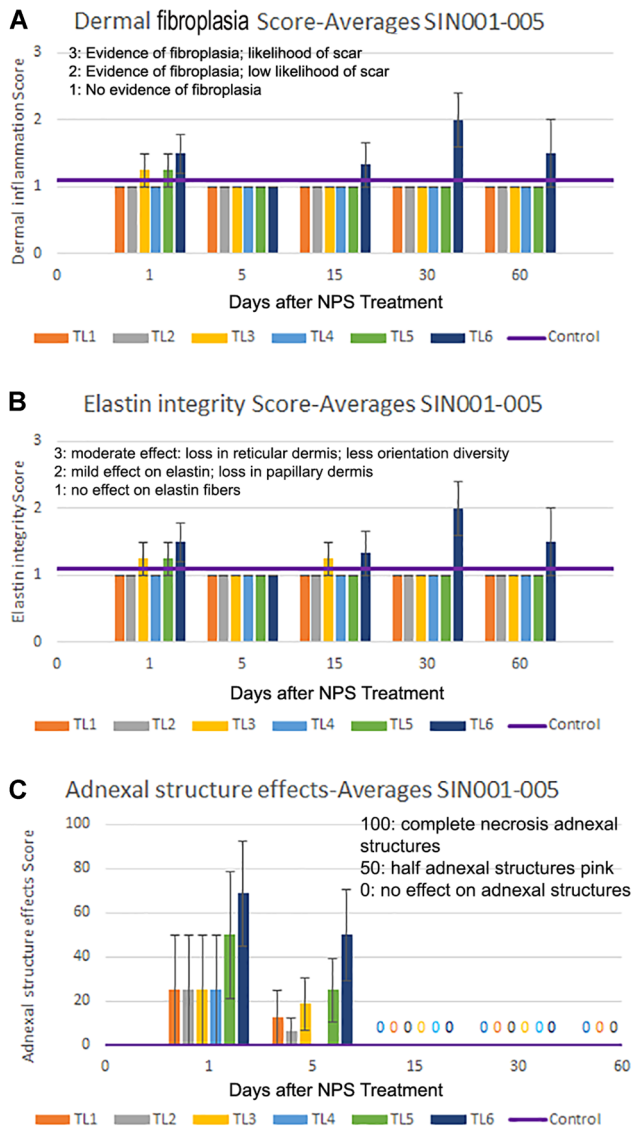 A
Dermal fibroplasia Score-Averages SIN001-005
3: Evidence of fibroplasia; likelihood of scar
2: Evidence of fibroplasia; low likelihood of scar
1: No evidence of fibroplasia
3
2
1
0
Dermal inflammation Score
0 1 5 15 30 60
Days after NPS Treatment
TL1 TL2 TL3 TL4 TL5 TL6 Control
B
Elastin integrity Score-Averages SIN001-005
3: moderate effect: loss in reticular dermis; less orientation diversity
2: mild effect on elastin; loss in papillary dermis
1: no effect on elastin fibers
3
2
1
0
Elastin integrity Score
0 1 5 15 30 60
Days after NPS Treatment
TL1 TL2 TL3 TL4 TL5 TL6 Control
C
Adnexal structure effects-Averages SIN001-005
100: complete necrosis adnexal
structures
50: half adnexal structures pink
0: no effect on adnexal structures
100
80
60
40
20
0
Adnexal structure effects Score
0 0 0 0 0 0 0 0 0 0 0 0 0 0 0
0 1 5 15 30 60
Days after NPS Treatment
TL1 TL2 TL3 TL4 TL5 TL6 Control